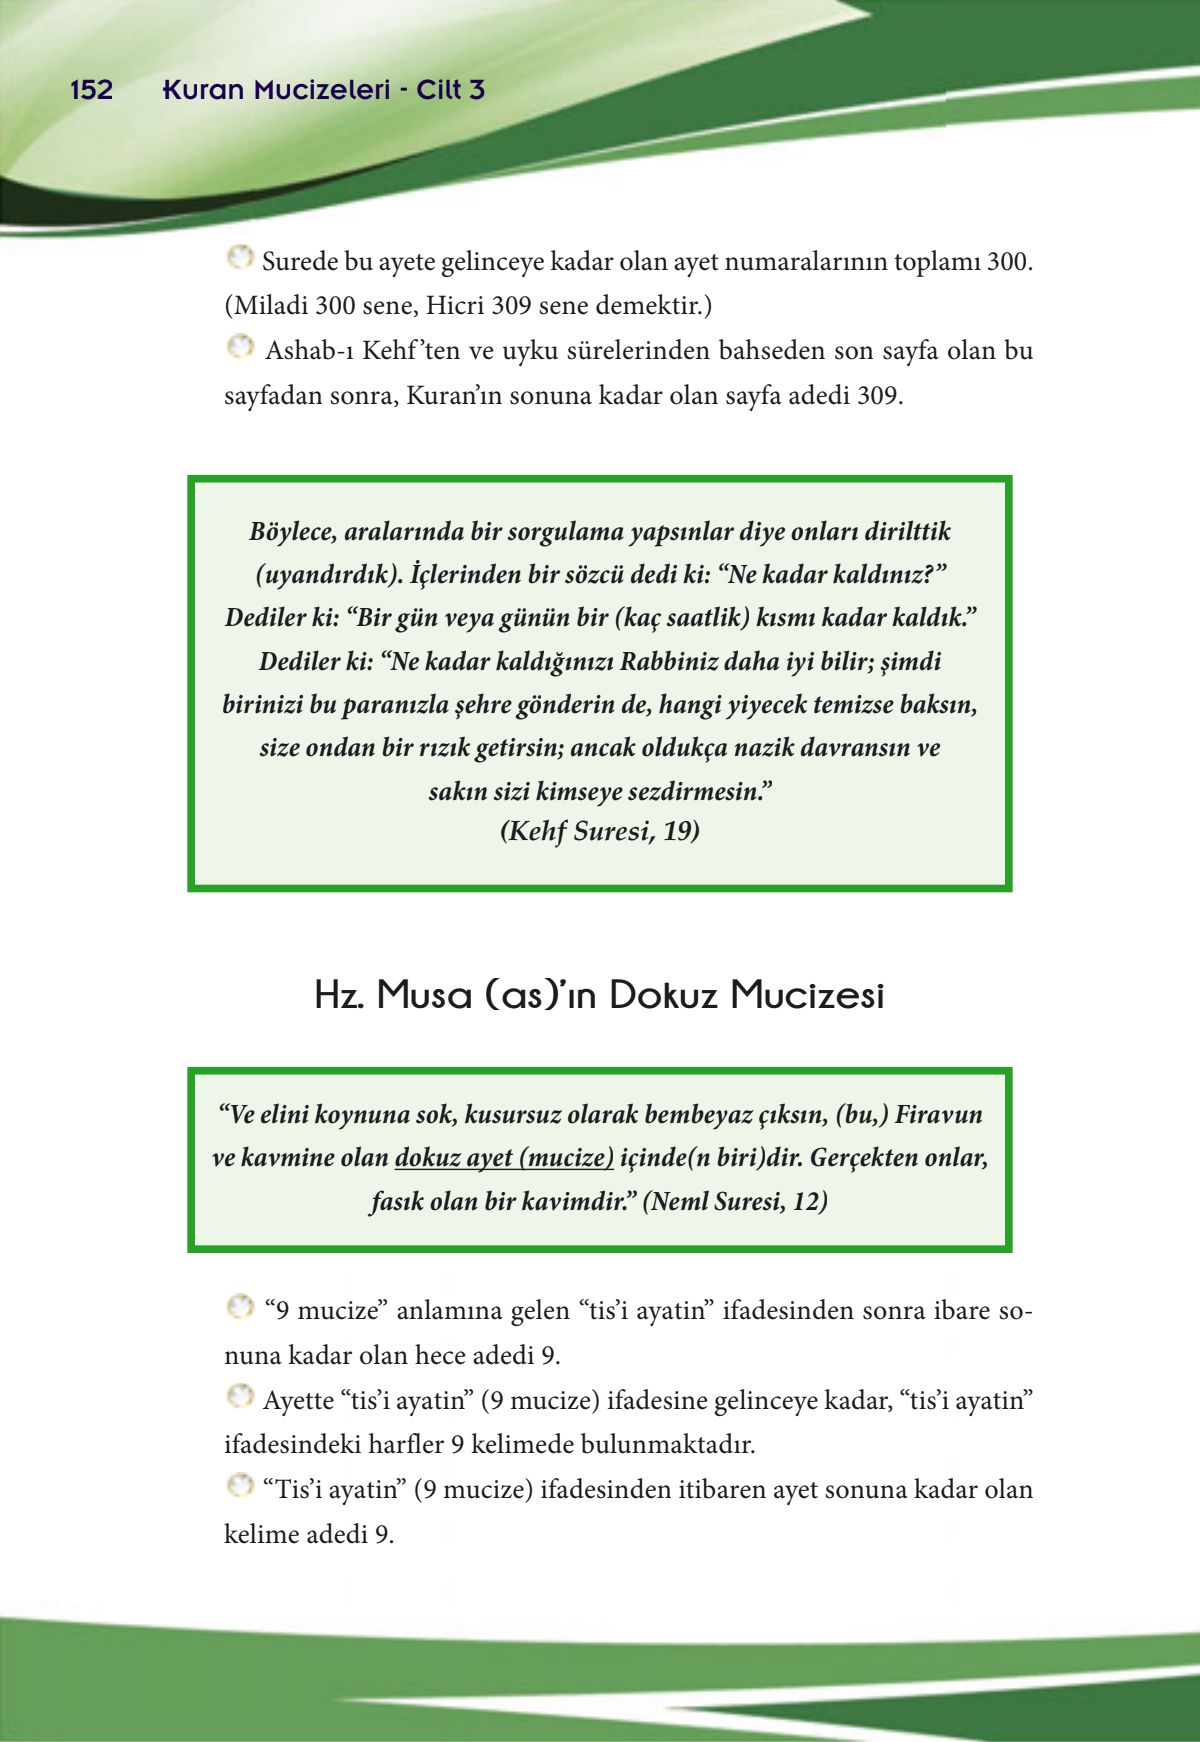 152 Kuran Mucizeleri - Cilt 3
Surede bu ayete gelinceye kadar olan ayet numaralarının toplamı 300.
(Miladi 300 sene, Hicri 309 sene demektir.)
Ashab-ı Kehf’ten ve uyku sürelerinden bahseden son sayfa olan bu
sayfadan sonra, Kuran’ın sonuna kadar olan sayfa adedi 309.
Böylece, aralarında bir sorgulama yapsınlar diye onları dirilttik
(uyandırdık). İçlerinden bir sözcü dedi ki: “Ne kadar kaldınız?”
Dediler ki: “Bir gün veya günün bir (kaç saatlik) kısmı kadar kaldık.”
Dediler ki: “Ne kadar kaldığınızı Rabbiniz daha iyi bilir; şimdi
birinizi bu paranızla şehre gönderin de, hangi yiyecek temizse baksın,
size ondan bir rızık getirsin; ancak oldukça nazik davransın ve
sakın sizi kimseye sezdirmesin.”
(Kehf Suresi, 19)
Hz. Musa (as)’ın Dokuz Mucizesi
“Ve elini koynuna sok, kusursuz olarak bembeyaz çıksın, (bu,) Firavun
ve kavmine olan dokuz ayet (mucize) içinde(n biri)dir. Gerçekten onlar,
fasık olan bir kavimdir.” (Neml Suresi, 12)
“9 mucize” anlamına gelen “tis’i ayatin” ifadesinden sonra ibare so-
nuna kadar olan hece adedi 9.
Ayette “tis’i ayatin” (9 mucize) ifadesine gelinceye kadar, “tis’i ayatin”
ifadesindeki harfler 9 kelimede bulunmaktadır.
“Tis’i ayatin” (9 mucize) ifadesinden itibaren ayet sonuna kadar olan
kelime adedi 9.